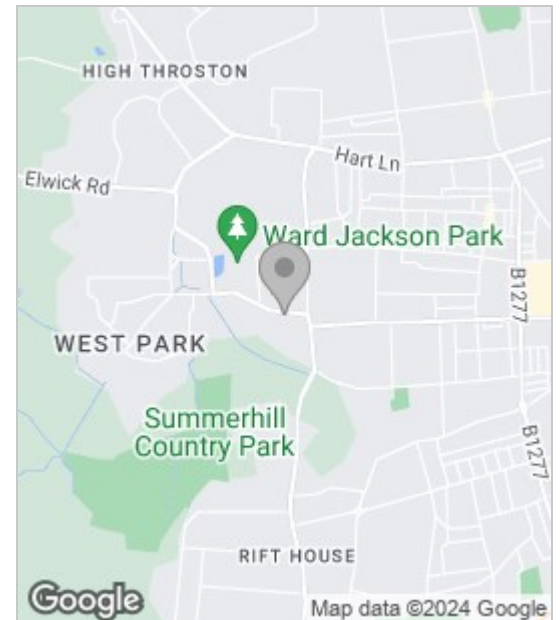 HIGH THROSTON
Hart Ln
Elwick Rd
Ward Jackson Park
B1277
WEST PARK
Summerhill
Country Park
B1277
RIFT HOUSE
Google
Map data ©2024 Google